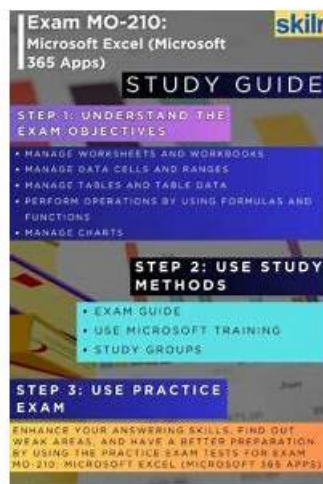 Exam MO-210:
Microsoft Excel (Microsoft
365 Apps)
skilr
STUDY GUIDE
STEP 1: UNDERSTAND THE
EXAM OBJECTIVES
• MANAGE WORKSHEETS AND WORKBOOKS
• MANAGE DATA CELLS AND RANGES
• MANAGE TABLES AND TABLE DATA
• PERFORM OPERATIONS BY USING FORMULAS AND
FUNCTIONS
• MANAGE CHARTS
STEP 2: USE STUDY
METHODS
• EXAM GUIDE
• USE MICROSOFT TRAINING
• STUDY GROUPS
STEP 3: USE PRACTICE
EXAM
ENHANCE YOUR ANSWERING SKILLS, FIND OUT
WEAK AREAS, AND HAVE A BETTER PREPARATION
BY USING THE PRACTICE EXAM TESTS FOR EXAM
MO-210: MICROSOFT EXCEL (MICROSOFT 365 APPS)